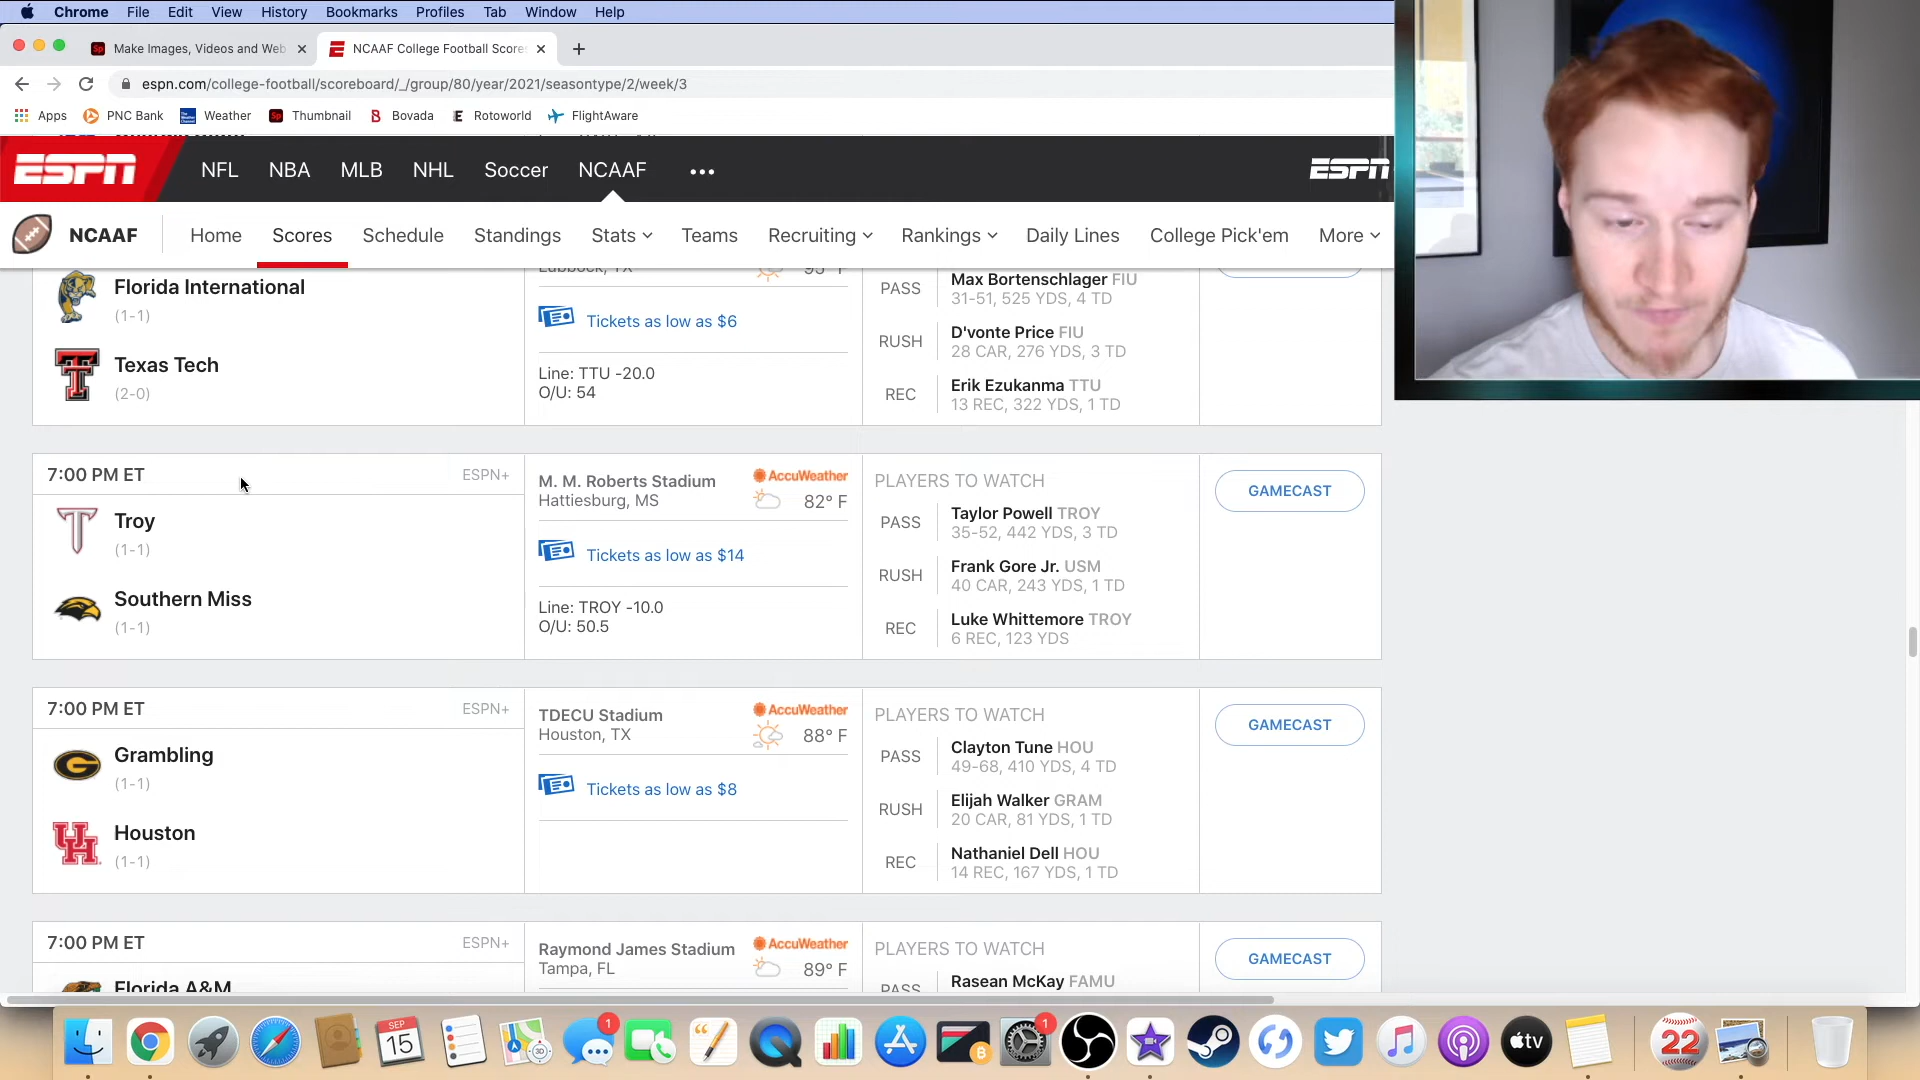 Chrome File Edit View History Bookmarks Profiles Tab Window Help
Make Images, Videos and Web
NCAAF College Football Score
espn.com/college-football/scoreboard/_/group/80/year/2021/seasontype/2/week/3
Apps PNC Bank Weather Thumbnail Bovada Rotoworld FlightAware
ESPN NFL NBA MLB NHL Soccer NCAAF ••• ESPN
NCAAF Home Scores Schedule Standings Stats Teams Recruiting Rankings Daily Lines College Pick'em More
Florida International
(1-1)
Texas Tech
(2-0)
Lubbock, TX 95° F
Tickets as low as $6
Line: TTU -20.0
O/U: 54
PASS
Max Bortenschlager FIU
31-51, 525 YDS, 4 TD
RUSH
D'vonte Price FIU
28 CAR, 276 YDS, 3 TD
REC
Erik Ezukanma TTU
13 REC, 322 YDS, 1 TD
7:00 PM ET ESPN+
Troy
(1-1)
Southern Miss
(1-1)
M. M. Roberts Stadium
Hattiesburg, MS
AccuWeather
82° F
Tickets as low as $14
Line: TROY -10.0
O/U: 50.5
PLAYERS TO WATCH
PASS
Taylor Powell TROY
35-52, 442 YDS, 3 TD
RUSH
Frank Gore Jr. USM
40 CAR, 243 YDS, 1 TD
REC
Luke Whittemore TROY
6 REC, 123 YDS
GAMECAST
7:00 PM ET ESPN+
Grambling
(1-1)
Houston
(1-1)
TDECU Stadium
Houston, TX
AccuWeather
88° F
Tickets as low as $8
PLAYERS TO WATCH
PASS
Clayton Tune HOU
49-68, 410 YDS, 4 TD
RUSH
Elijah Walker GRAM
20 CAR, 81 YDS, 1 TD
REC
Nathaniel Dell HOU
14 REC, 167 YDS, 1 TD
GAMECAST
7:00 PM ET ESPN+
Florida A&M
Raymond James Stadium
Tampa, FL
AccuWeather
89° F
PLAYERS TO WATCH
PASS
Rasean McKay FAMU
GAMECAST
SEP
15
1
1
tv
22